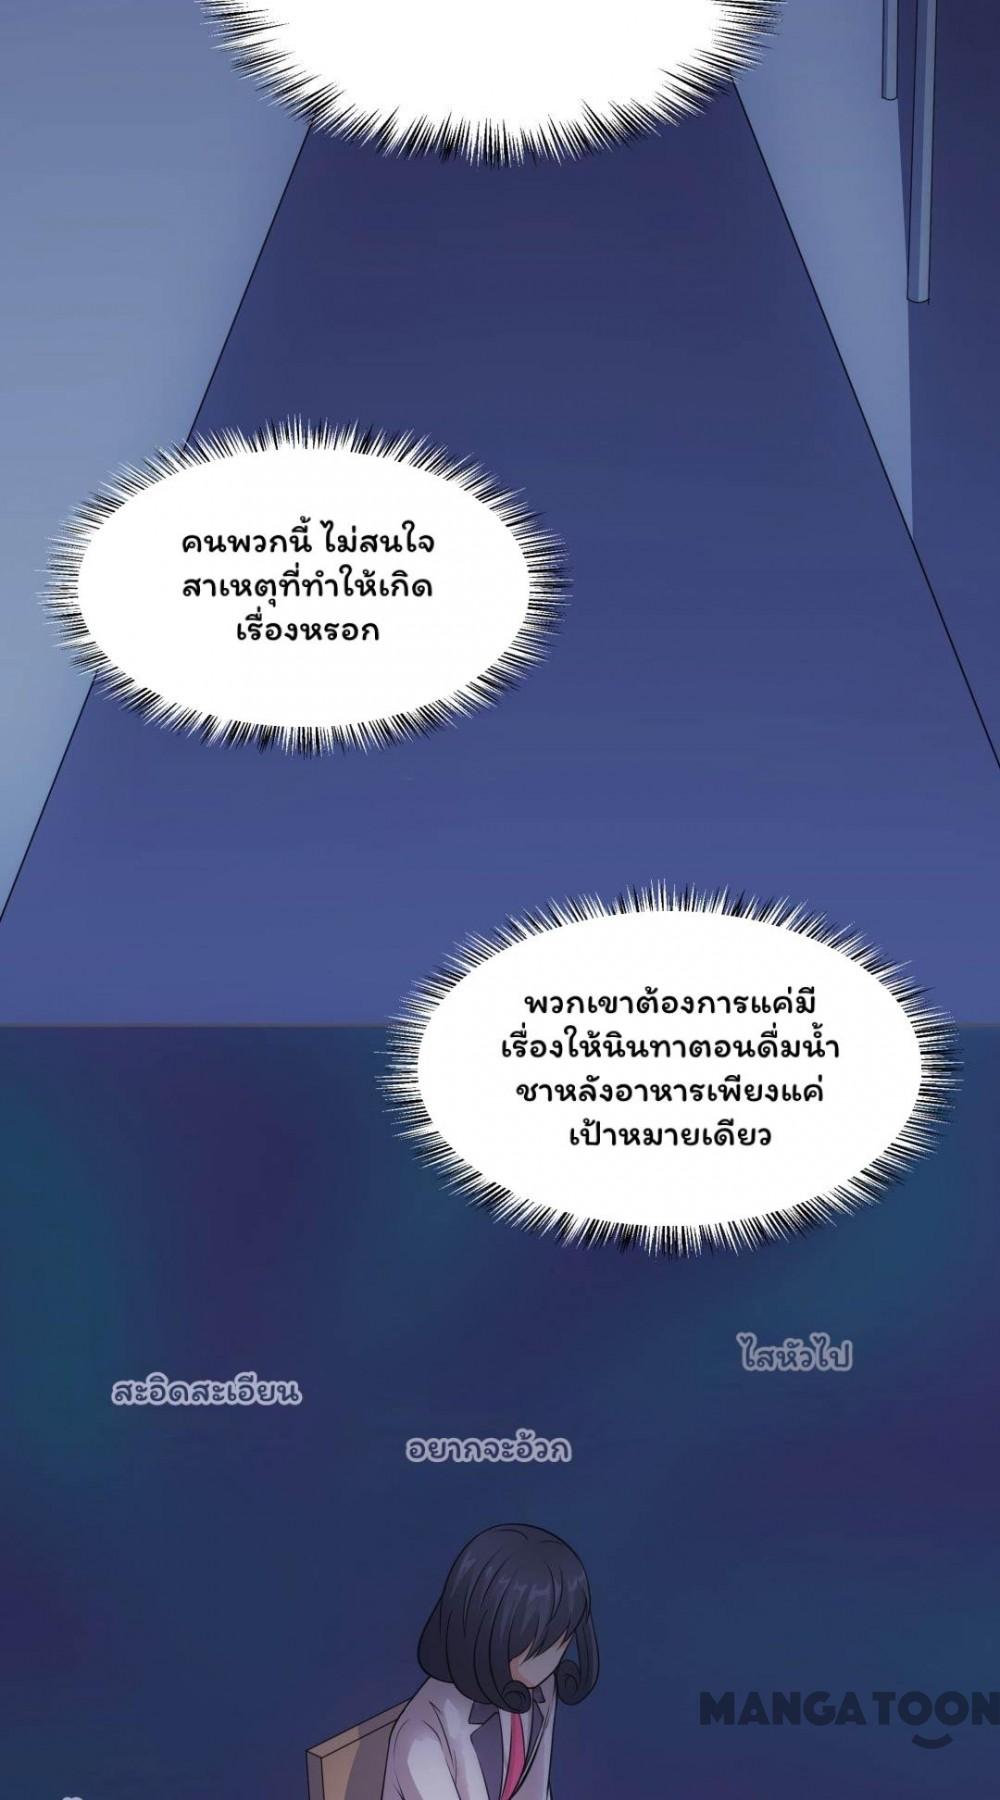 คนพวกนี้ ไม่สนใจ
สาเหตุที่ทำให้เกิด
เรื่องหรอก
พวกเขาต้องการแค่มี
เรื่องให้นินทาตอนดื่มน้ำ
ชาหลังอาหารเพียงแค่
เป้าหมายเดียว
ไสหัวไป
สะอิดสะเอียน
อยากจะอ้วก
MANGATOON